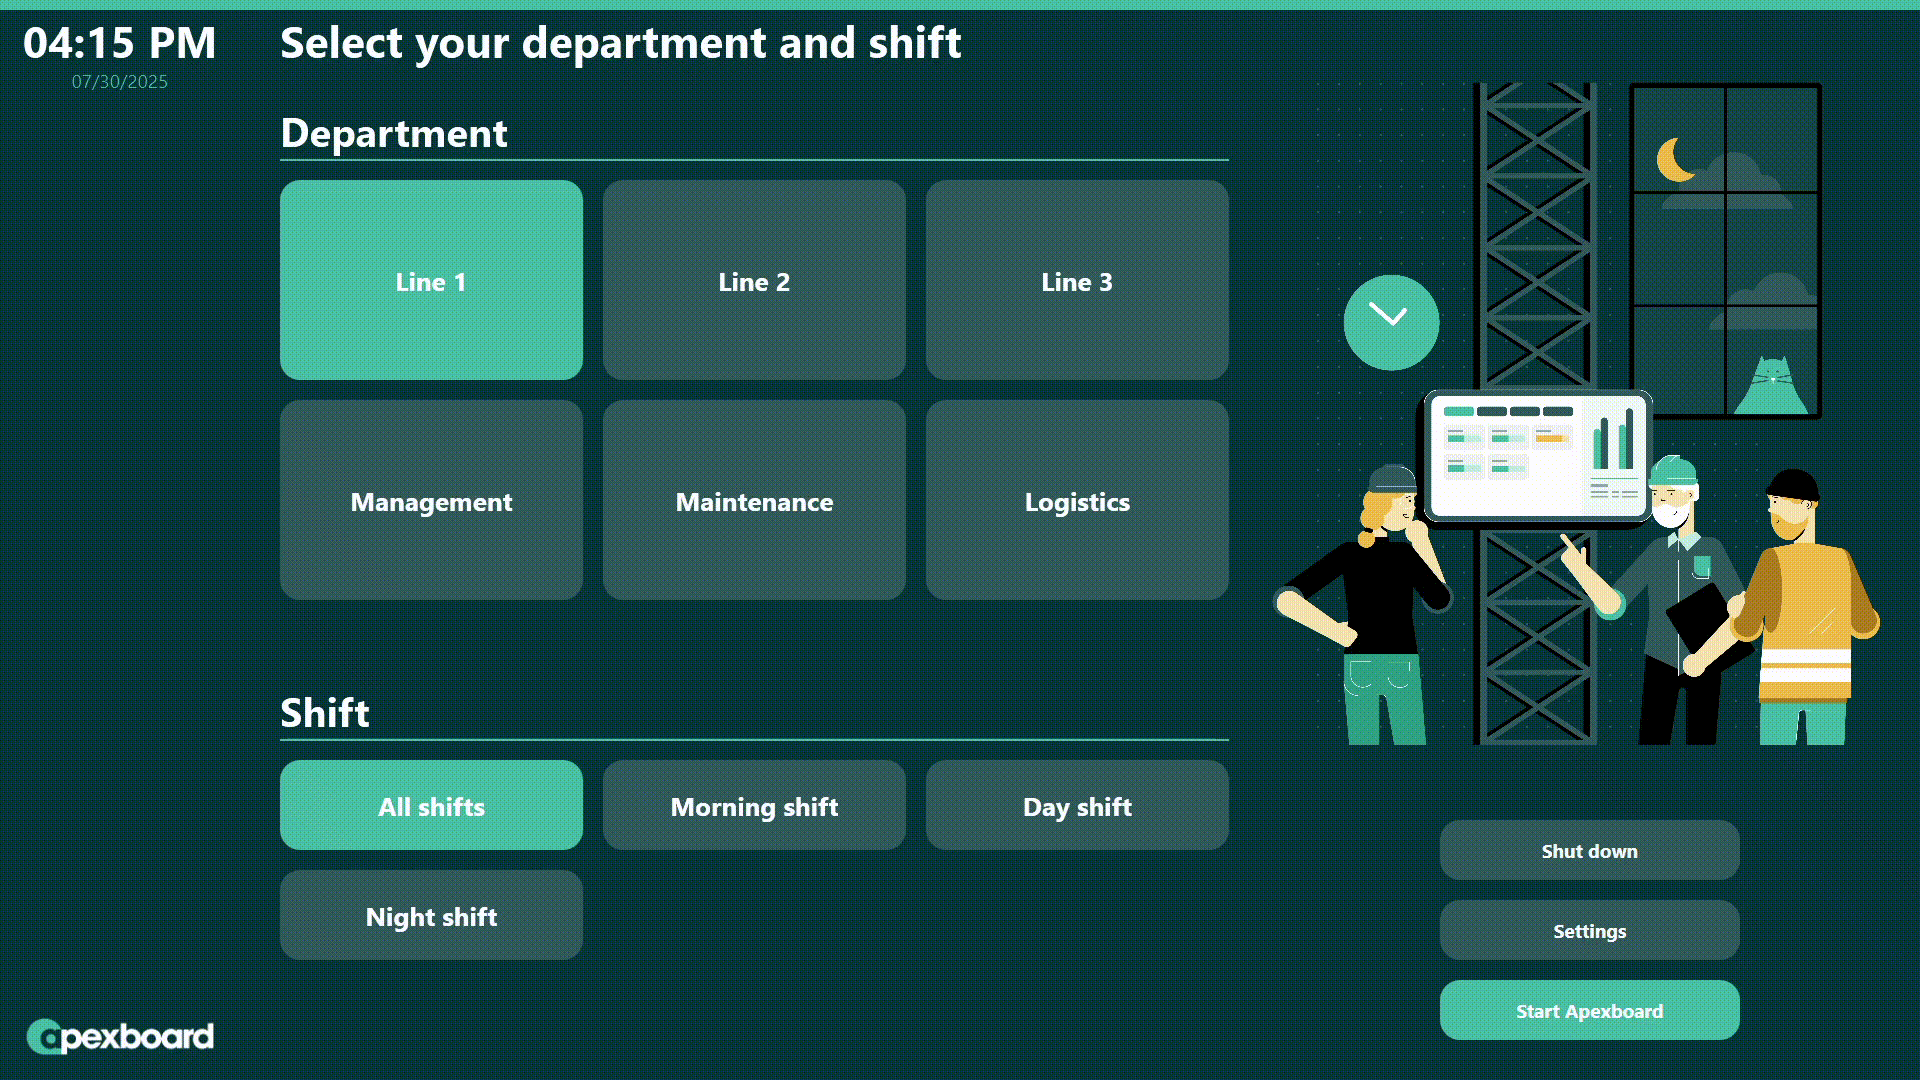 04:15 PM
07/30/2025
Select your department and shift
Department
Line 1
Line 2
Line 3
Management
Maintenance
Logistics
Shift
All shifts
Morning shift
Day shift
Night shift
Shut down
Settings
Start Apexboard
apexboard